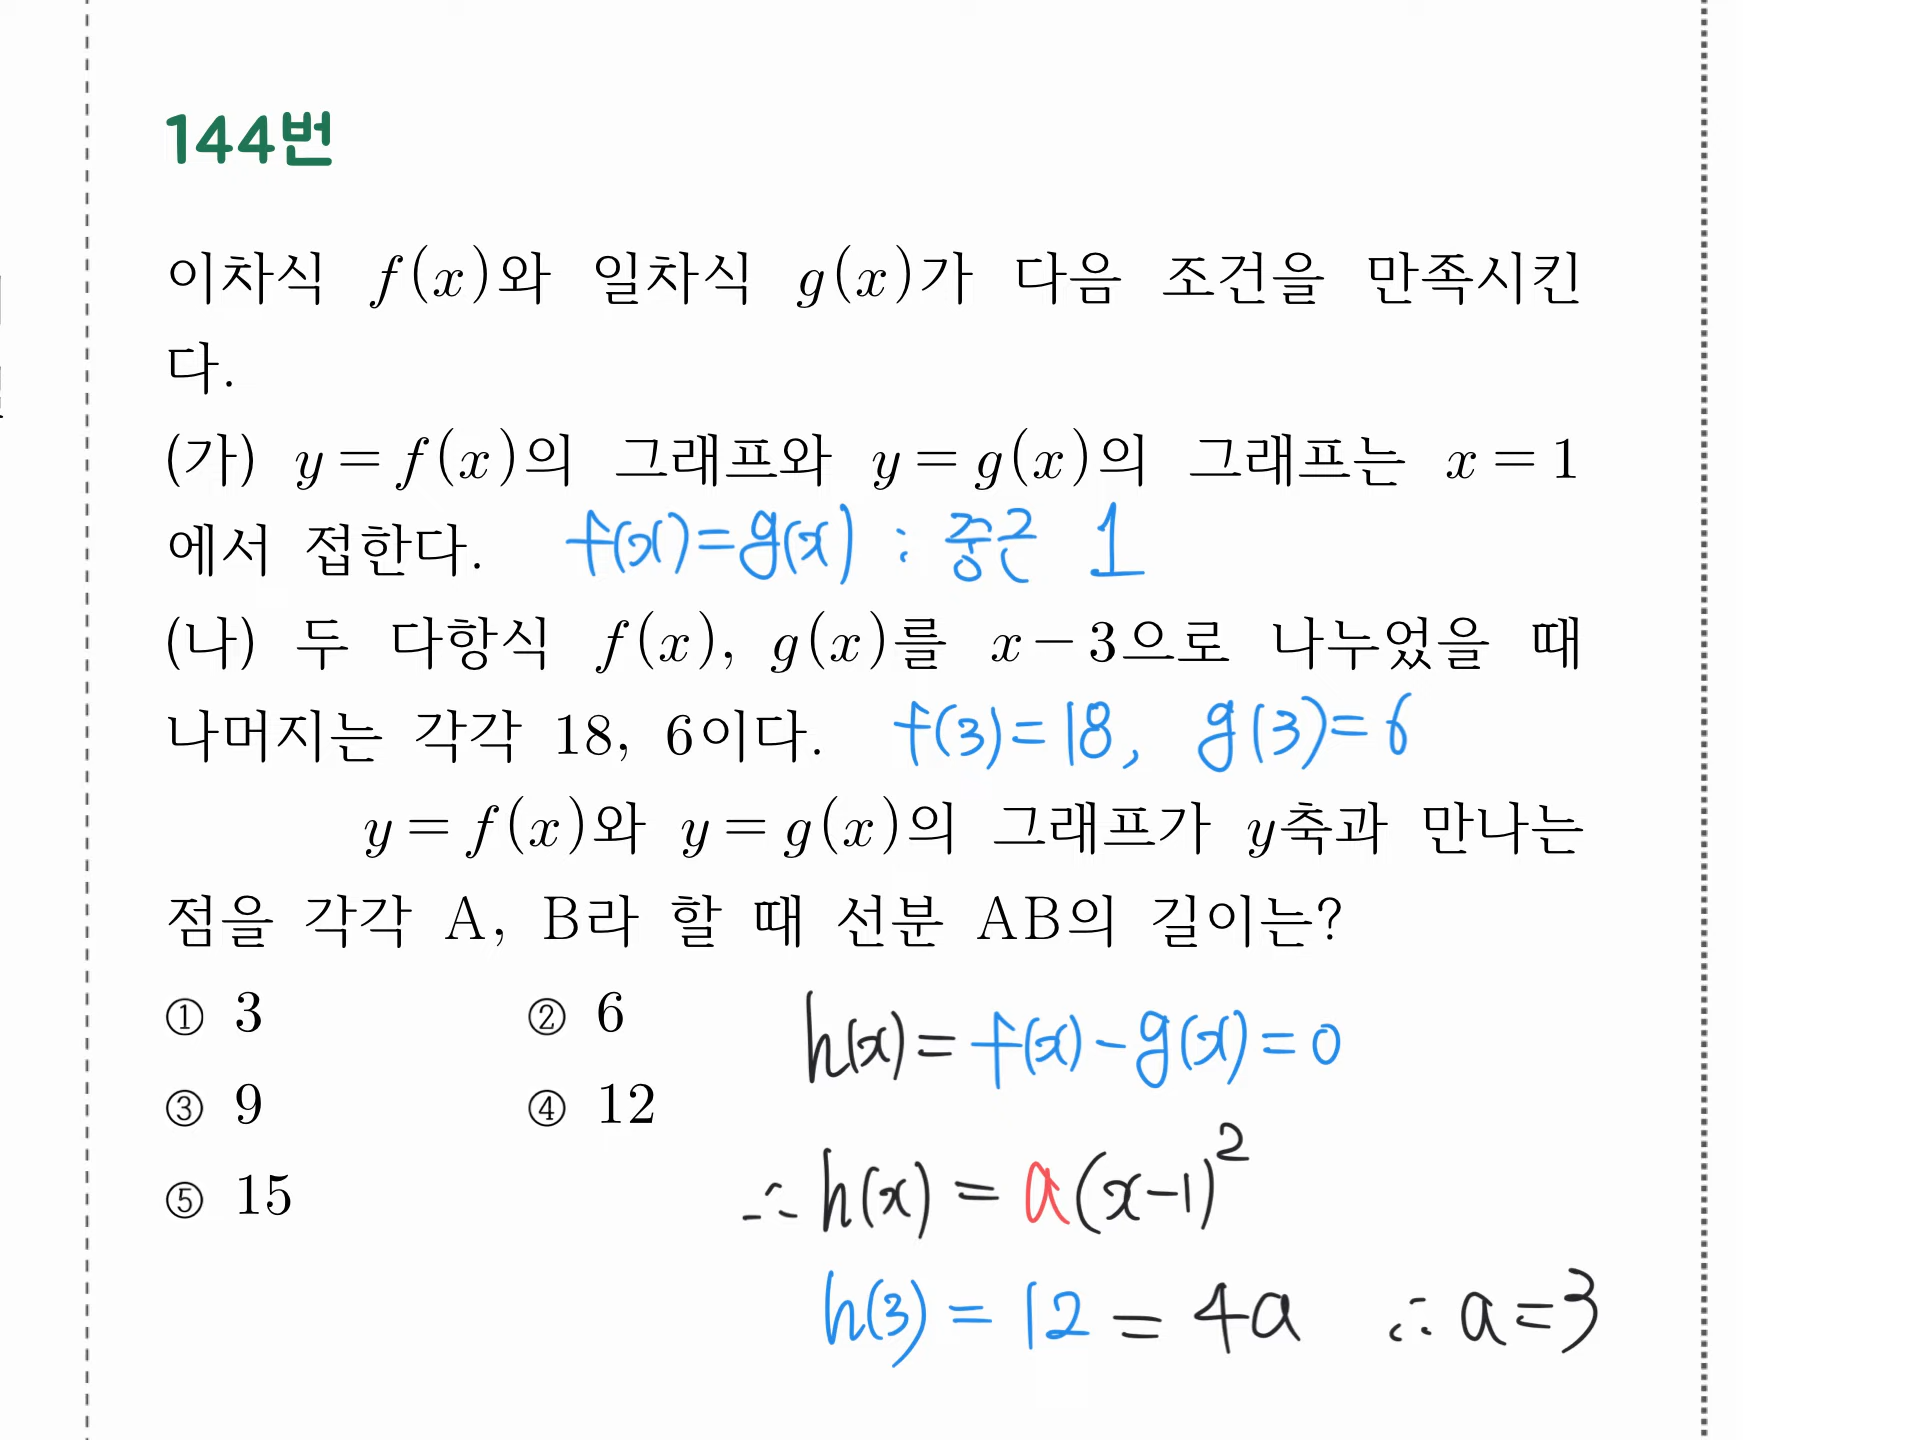 144번
이차식 f(x)와 일차식 g(x)가 다음 조건을 만족시킨
다.
(가) y=f(x)의 그래프와 y=g(x)의 그래프는 x=1
에서 접한다. f(x)=g(x) : 중근 1
(나) 두 다항식 f(x), g(x)를 x-3으로 나누었을 때
나머지는 각각 18, 6이다. f(3)=18, g(3)=6
y=f(x)와 y=g(x)의 그래프가 y축과 만나는
점을 각각 A, B라 할 때 선분 AB의 길이는?
① 3 ② 6 h(x)=f(x)-g(x)=0
③ 9 ④ 12
⑤ 15 ∴ h(x) = a(x-1)²
h(3) = 12 = 4a ∴ a=3